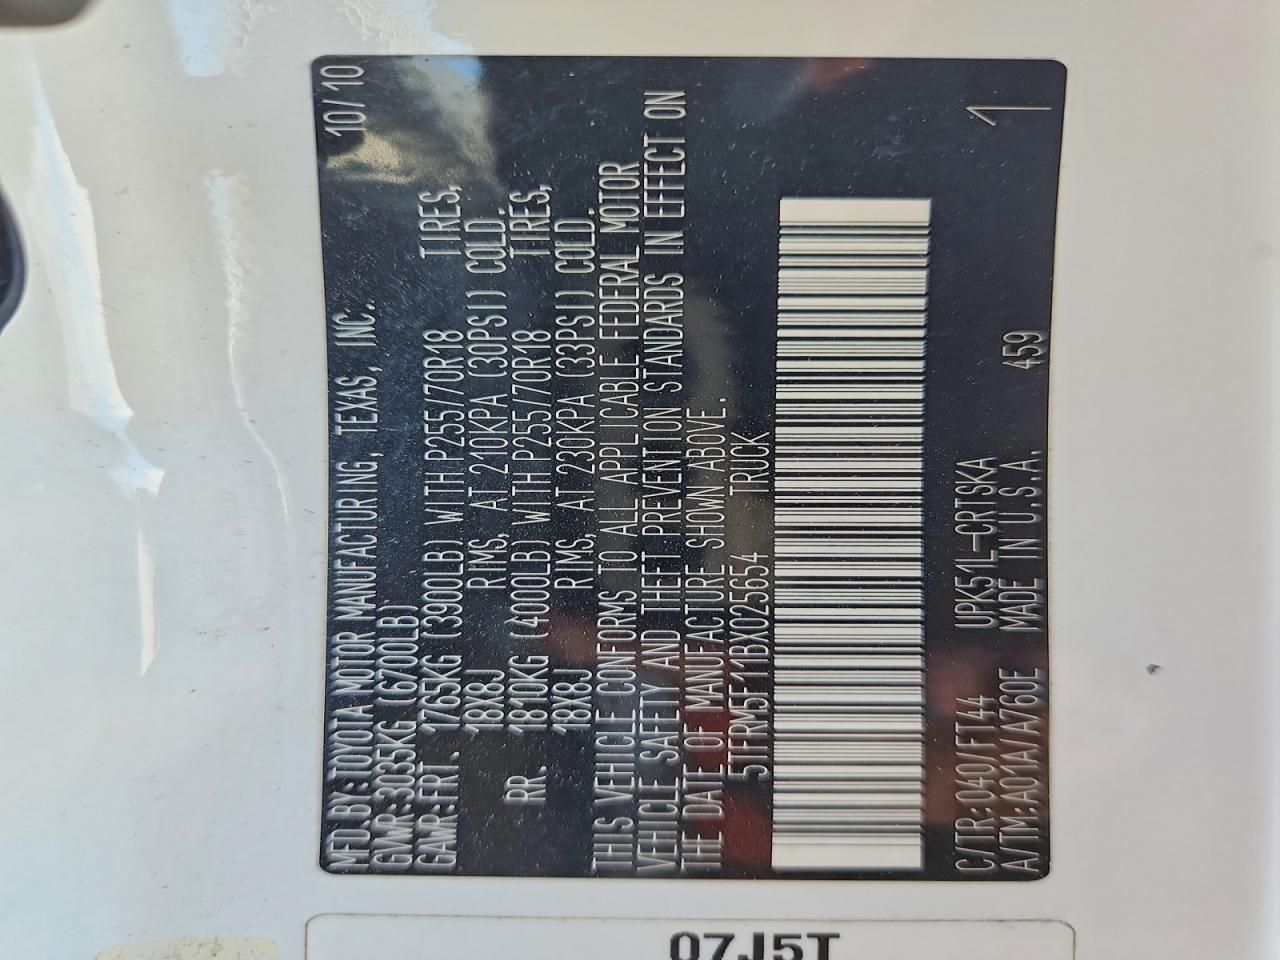 MFD.BY:TOYOTA MOTOR MANUFACTURING, TEXAS, INC. 10/10
GVWR:3035KG (6700LB)
GAWR:FRT. 1765KG (3900LB) WITH P255/70R18 TIRES,
18X8J RIMS, AT 210KPA (30PSI) COLD.
RR. 1810KG (4000LB) WITH P255/70R18 TIRES,
18X8J RIMS, AT 230KPA (33PSI) COLD.
THIS VEHICLE CONFORMS TO ALL APPLICABLE FEDERAL MOTOR
VEHICLE SAFETY AND THEFT PREVENTION STANDARDS IN EFFECT ON
THE DATE OF MANUFACTURE SHOWN ABOVE.
5TFRM5F11BX025654 TRUCK
C/TR:040/FT44 UPK51L-CRTSKA 1
A/TM:A01A/A760E MADE IN U.S.A. 459
07J5T